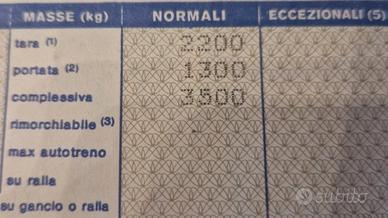 MASSE (kg) NORMALI ECCEZIONALI (5)
tara (1) 2200
portata (2) 1300
complessiva 3500
rimorchiabile (3) -
max autotreno
su ralla
su gancio o ralla
subito